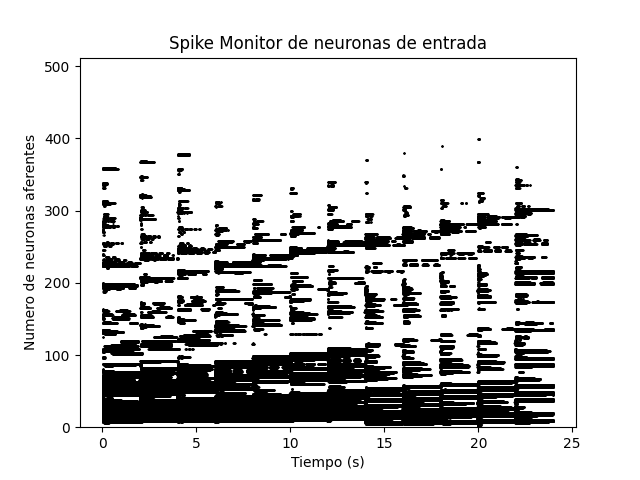 Spike Monitor de neuronas de entrada
Numero de neuronas aferentes
500
400
300
200
100
0
0 5 10 15 20 25
Tiempo (s)